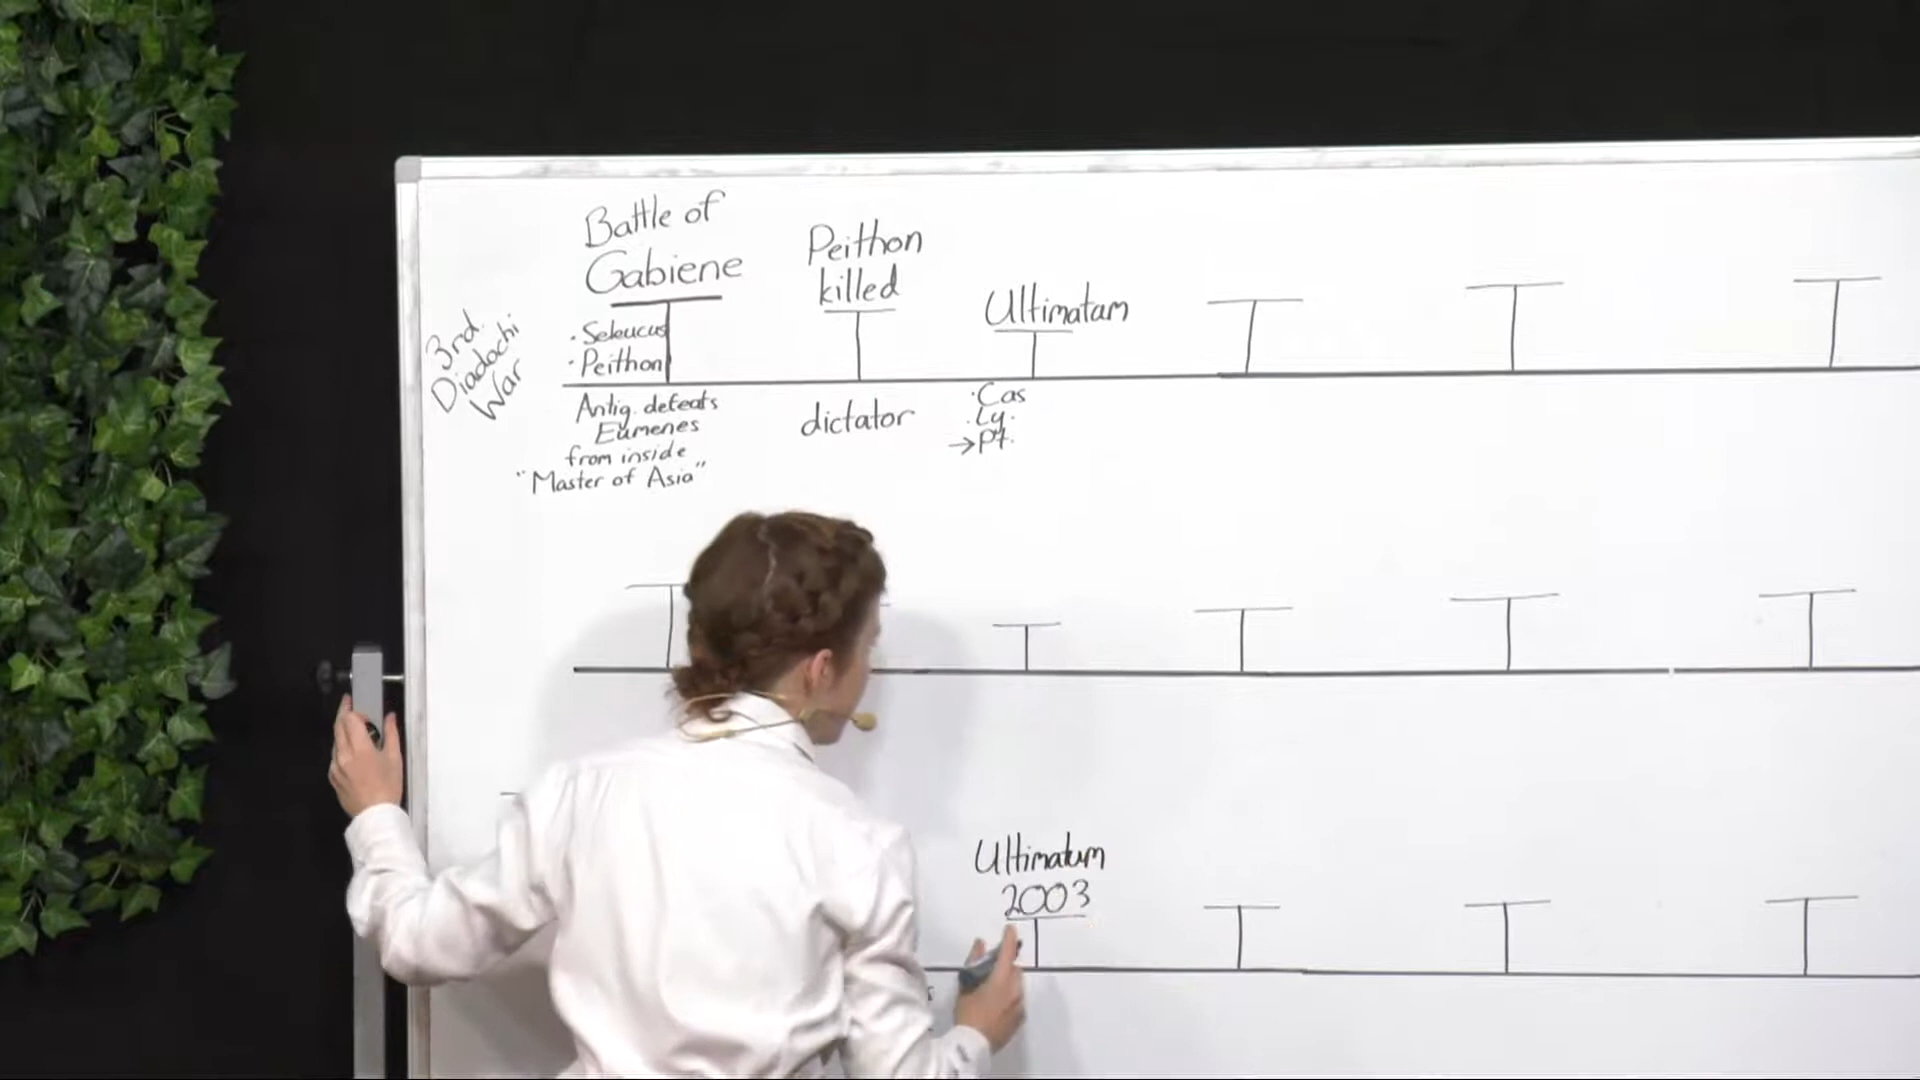 Battle of
Gabiene
Peithon
killed
Ultimatam
3rd.
Diadochi
War
· Seleucus
· Peithon
Antig. defeats
Eumenes
from inside
"Master of Asia"
dictator
· Cas
· Ly.
→ Pt.
Ultimatum
2003